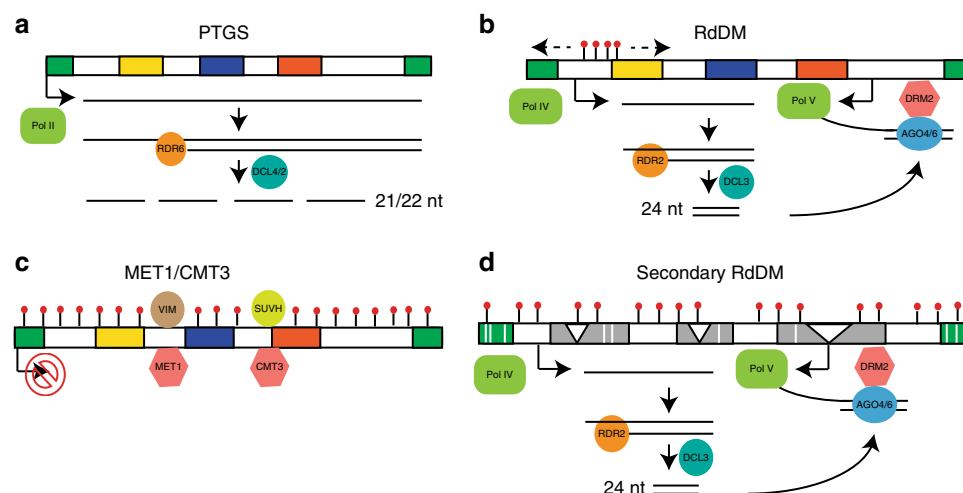 a
PTGS
Pol II
RDR6
DCL4/2
21/22 nt
b
RdDM
Pol IV
Pol V
DRM2
AGO4/6
RDR2
DCL3
24 nt
c
MET1/CMT3
VIM
SUVH
MET1
CMT3
d
Secondary RdDM
Pol IV
Pol V
DRM2
AGO4/6
RDR2
DCL3
24 nt